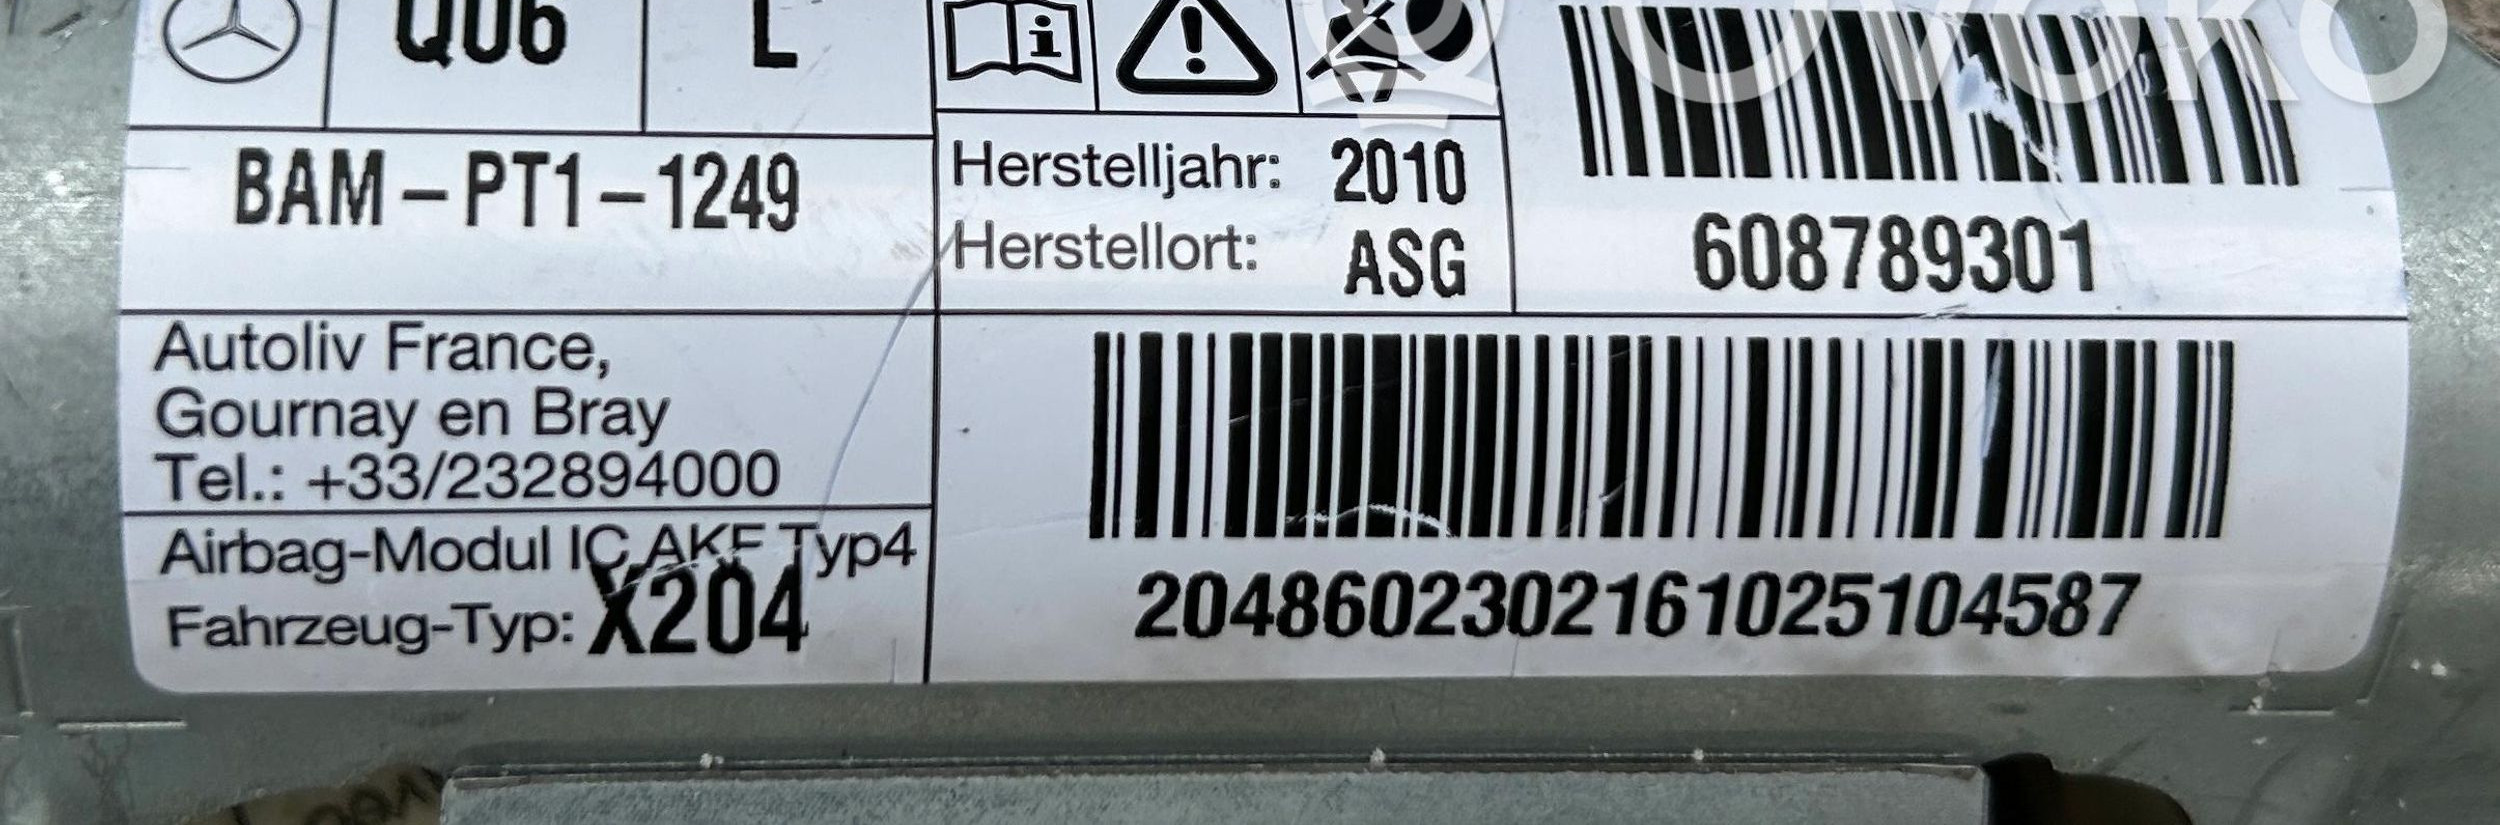 Q06
L
BAM-PT1-1249
Herstelljahr: 2010
Herstellort: ASG
608789301
Autoliv France,
Gournay en Bray
Tel.: +33/232894000
Airbag-Modul IC AKF Typ4
Fahrzeug-Typ: X204
2048602302161025104587
OVOKO